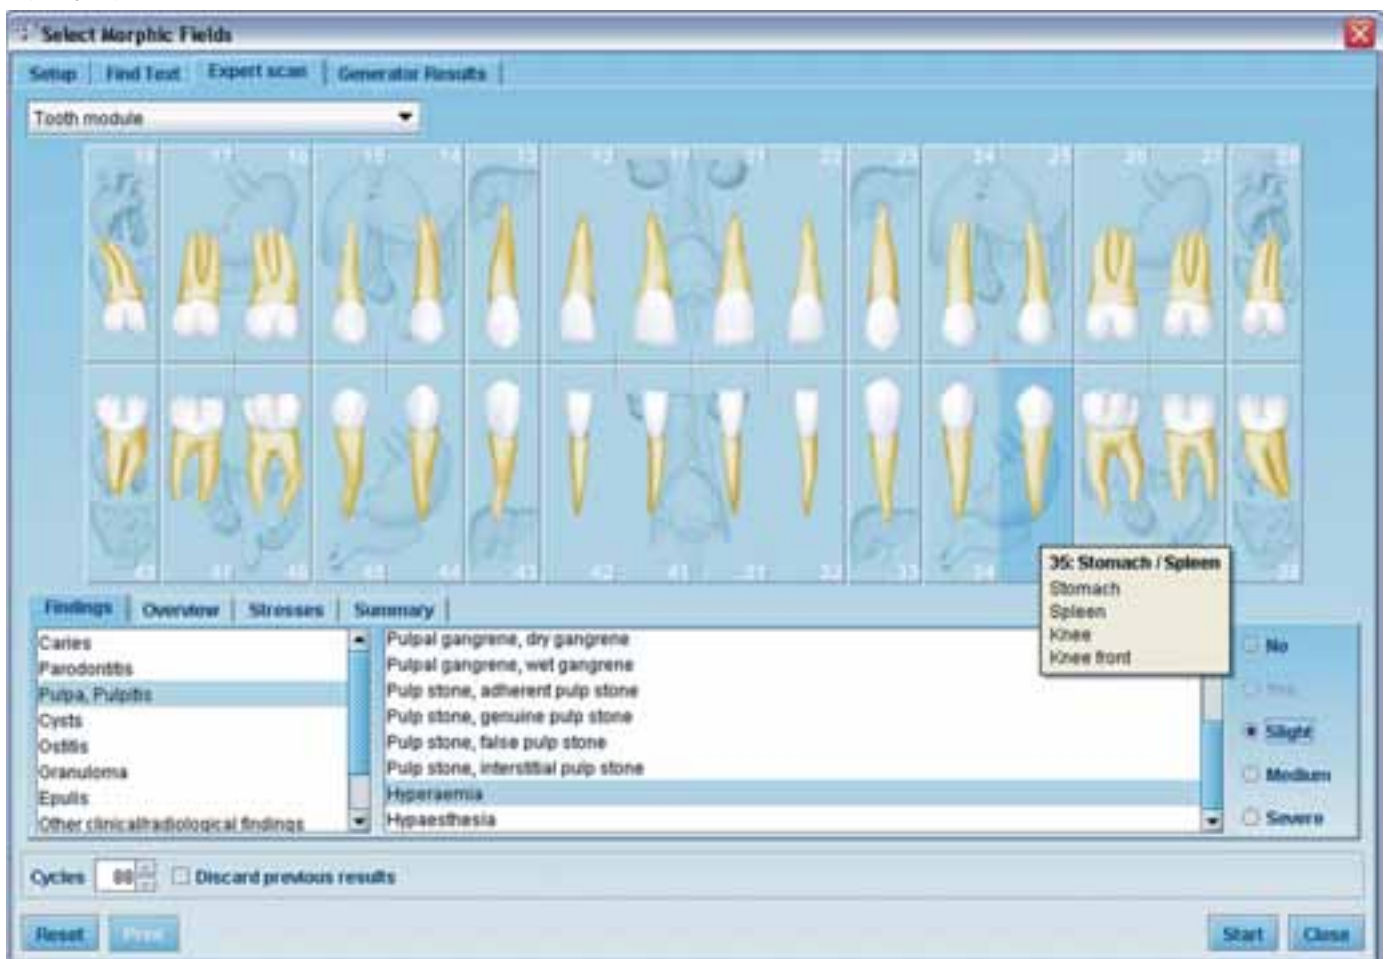 Select Morphic Fields
Setup Find Text Expert scan Generator Results
Tooth module
18 17 16 15 14 13 12 11 21 22 23 24 25 26 27 28
48 47 46 45 44 43 42 41 31 32 33 34 38
35: Stomach / Spleen
Stomach
Spleen
Knee
Knee front
Findings Overview Stresses Summary
Caries
Parodontitis
Pulpa, Pulpitis
Cysts
Ostitis
Granuloma
Epulis
Other clinical/radiological findings
Pulpal gangrene, dry gangrene
Pulpal gangrene, wet gangrene
Pulp stone, adherent pulp stone
Pulp stone, genuine pulp stone
Pulp stone, false pulp stone
Pulp stone, interstitial pulp stone
Hyperaemia
Hypaesthesia
No
Slight
Medium
Severe
Cycles Discard previous results
Reset Print Start Close